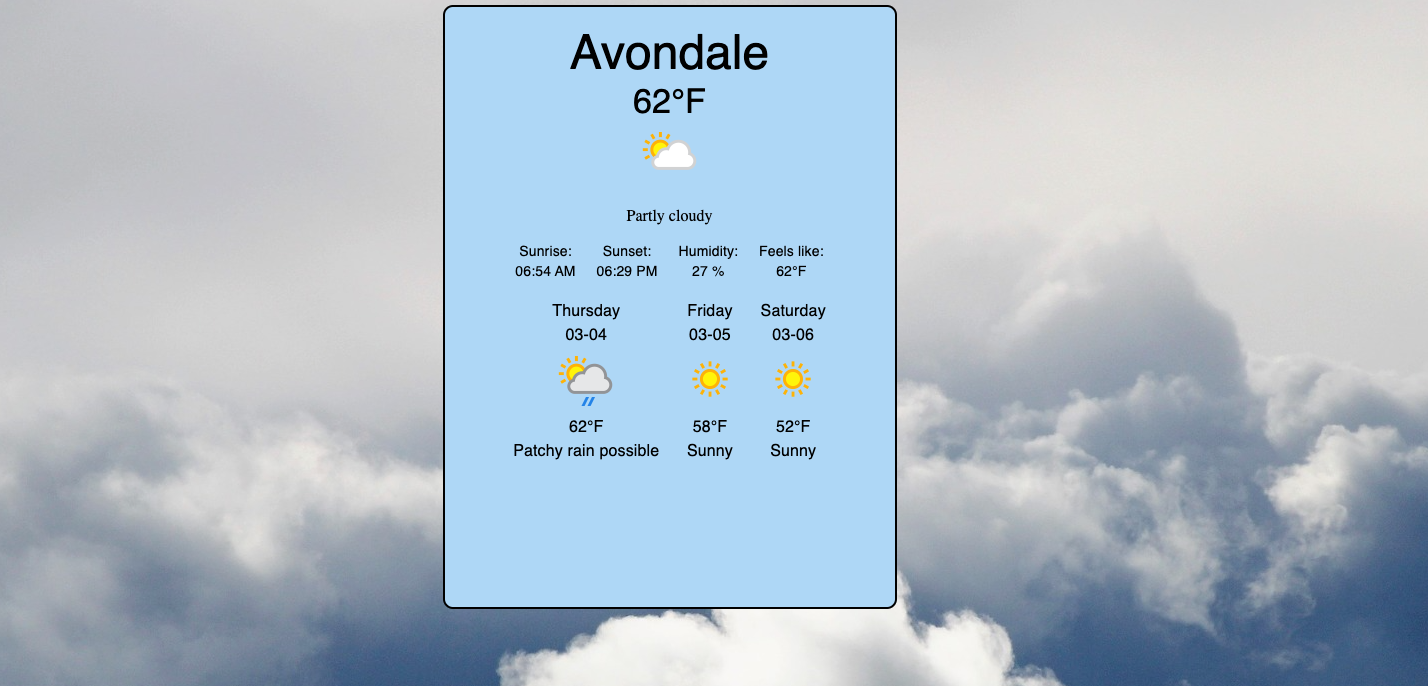 Avondale
62°F
Partly cloudy
Sunrise: Sunset: Humidity: Feels like:
06:54 AM 06:29 PM 27 % 62°F
Thursday Friday Saturday
03-04 03-05 03-06
62°F 58°F 52°F
Patchy rain possible Sunny Sunny